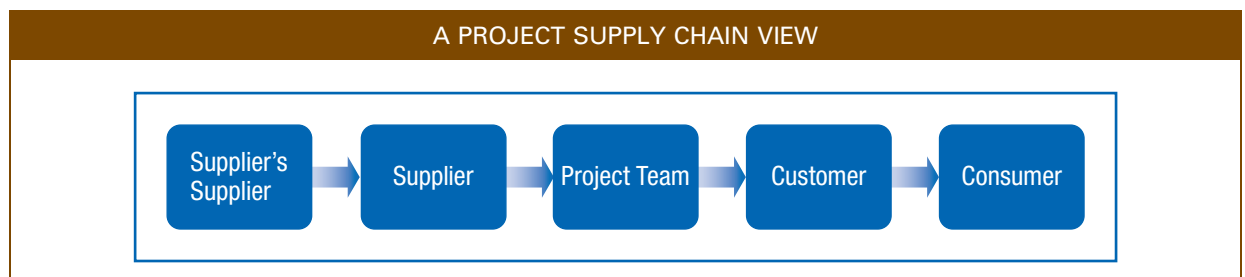 A PROJECT SUPPLY CHAIN VIEW
Supplier's
Supplier
Supplier
Project Team
Customer
Consumer